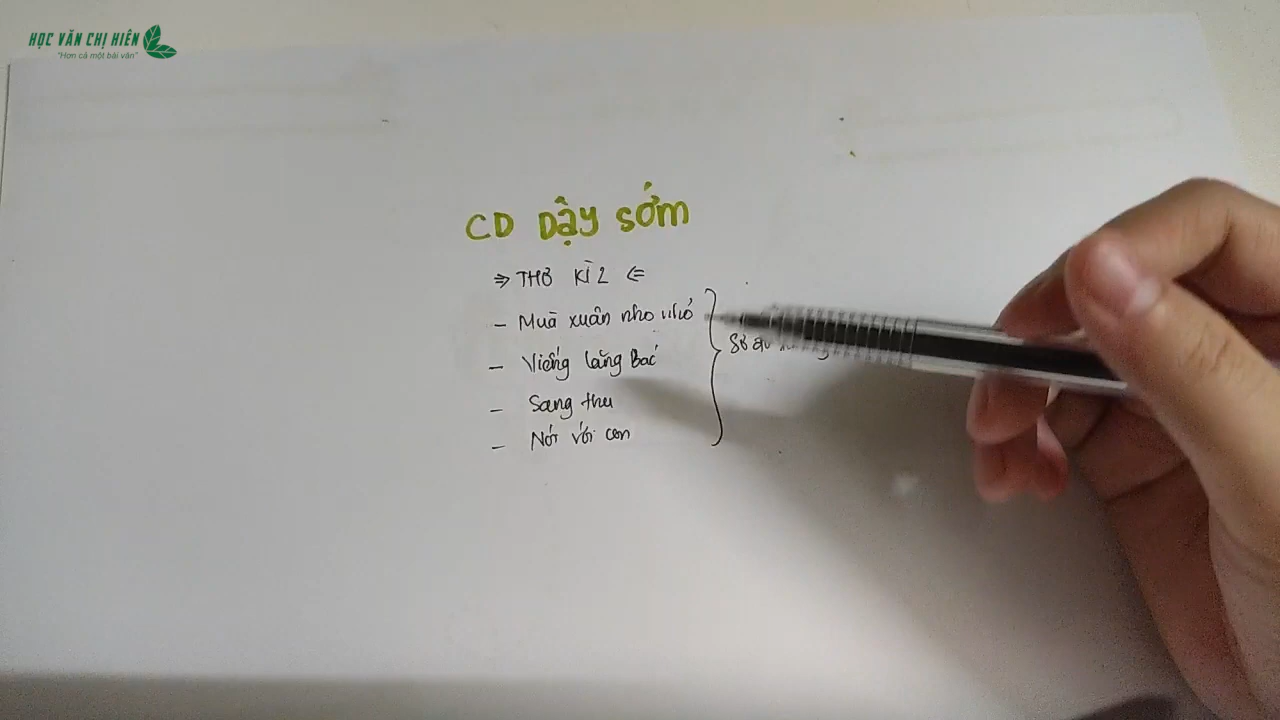 HỌC VĂN CHỊ HIÊN
"Hơn cả một bài văn"
CD Dậy sớm
⇒ THƠ KÌ 2 ⇐
- Mùa xuân nho nhỏ
- Viếng lăng Bác
- Sang thu
- Nói với con